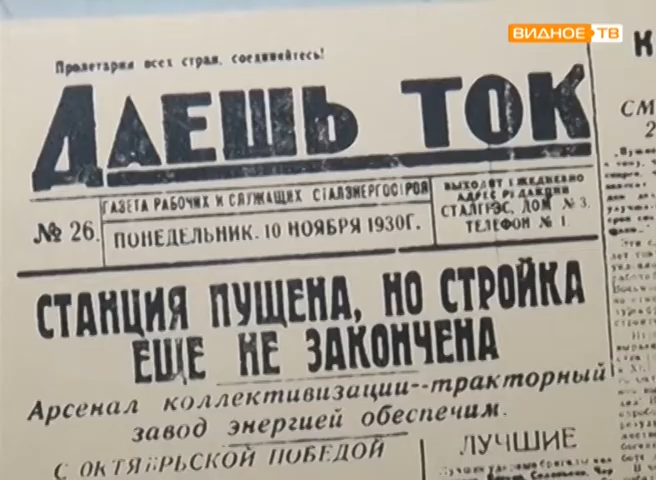 ВИДНОЕ ТВ
Пролетарии всех стран, соединяйтесь!
ДАЕШЬ ТОК
№ 26.
ГАЗЕТА РАБОЧИХ И СЛУЖАЩИХ СТАЛЭНЕРГОСТРОЯ
ПОНЕДЕЛЬНИК. 10 НОЯБРЯ 1930г.
ВЫХОДИТ ЕЖЕДНЕВНО
АДРЕС РЕДАКЦИИ
СТАЛГРЭС, ДОМ № 3.
ТЕЛЕФОН № 1.
СТАНЦИЯ ПУЩЕНА, НО СТРОЙКА
ЕЩЕ НЕ ЗАКОНЧЕНА
Арсенал коллективизации--тракторный
завод энергией обеспечим.
С ОКТЯБРЬСКОЙ ПОБЕДОЙ
ЛУЧШИЕ
К
СМ
2